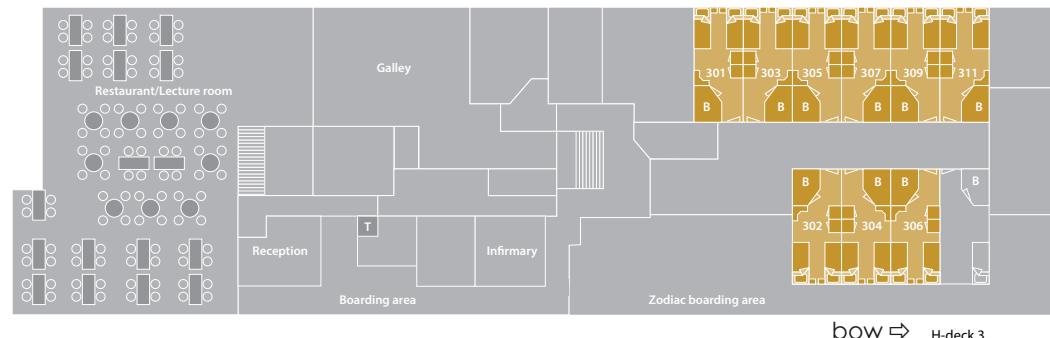 Restaurant/Lecture room
Galley
301
303
305
307
309
311
B
B
B
B
B
B
B
B
B
B
302
304
306
T
Reception
Infirmary
Boarding area
Zodiac boarding area
bow ⇨ H-deck 3